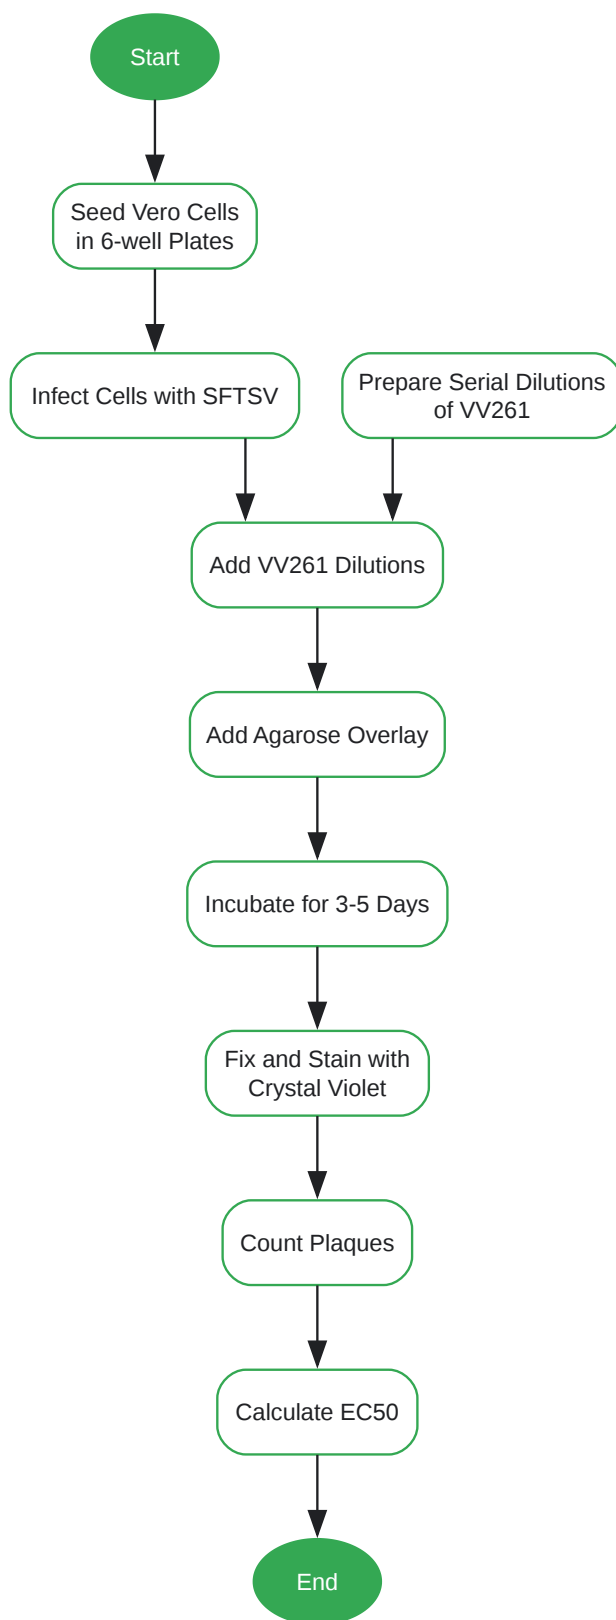 Start
Seed Vero Cells
in 6-well Plates
Infect Cells with SFTSV
Prepare Serial Dilutions
of VV261
Add VV261 Dilutions
Add Agarose Overlay
Incubate for 3-5 Days
Fix and Stain with
Crystal Violet
Count Plaques
Calculate EC50
End